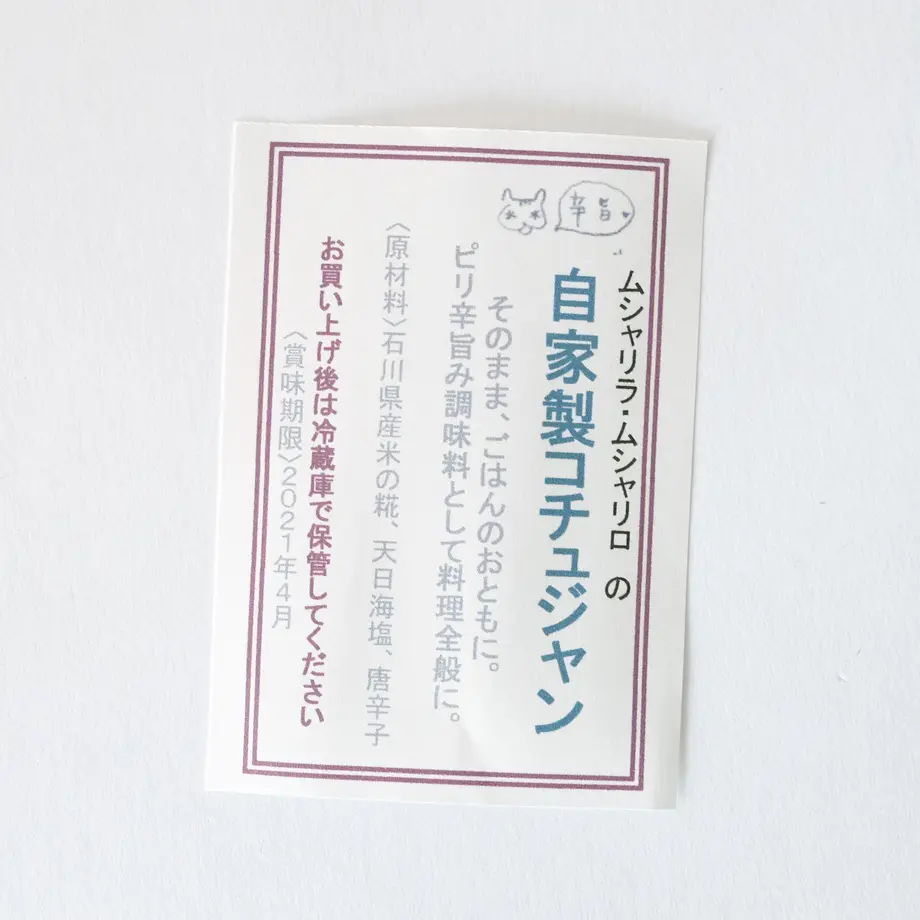 辛旨♥
ムシャリラ・ムシャリロ の
自家製コチュジャン
そのまま、ごはんのおともに。
ピリ辛旨み調味料として料理全般に。
〈原材料〉石川県産米の糀、天日海塩、唐辛子
お買い上げ後は冷蔵庫で保管してください
〈賞味期限〉2021年4月